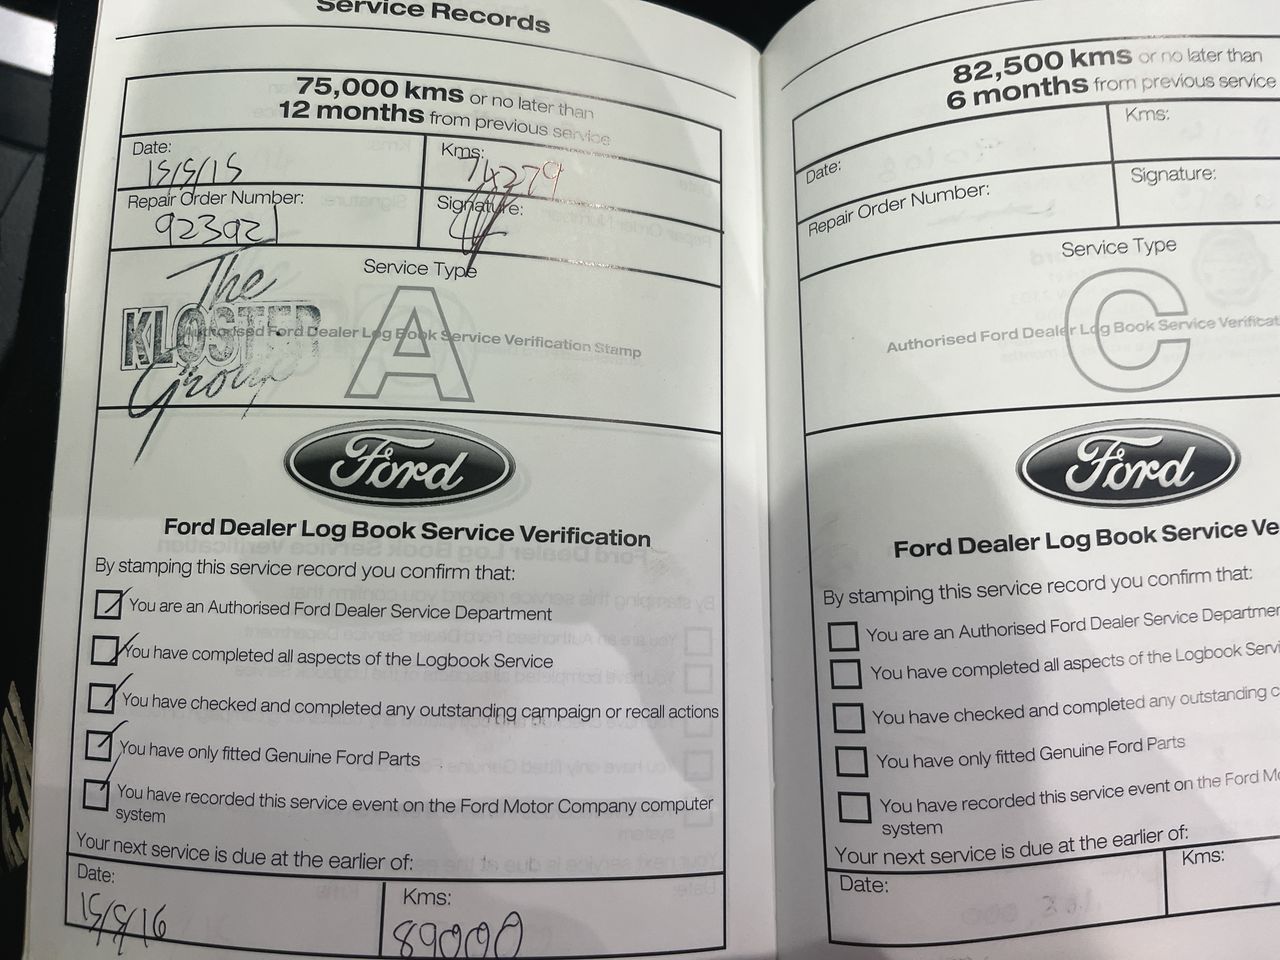 Service Records
75,000 kms or no later than
12 months from previous service
Date:
15/5/15
Kms:
74279
Repair Order Number:
92392
Signature:
Service Type
A
Authorised Ford Dealer Log Book Service Verification Stamp
The
KLOSTER
Group
Ford
Ford Dealer Log Book Service Verification
By stamping this service record you confirm that:
You are an Authorised Ford Dealer Service Department
You have completed all aspects of the Logbook Service
You have checked and completed any outstanding campaign or recall actions
You have only fitted Genuine Ford Parts
You have recorded this service event on the Ford Motor Company computer
system
Your next service is due at the earlier of:
Date:
15/5/16
Kms:
89000
82,500 kms or no later than
6 months from previous service
Date:
Kms:
Repair Order Number:
Signature:
Service Type
C
Authorised Ford Dealer Log Book Service Verificat
Ford
Ford Dealer Log Book Service Ve
By stamping this service record you confirm that:
You are an Authorised Ford Dealer Service Departmen
You have completed all aspects of the Logbook Servi
You have checked and completed any outstanding c
You have only fitted Genuine Ford Parts
You have recorded this service event on the Ford Mo
system
Your next service is due at the earlier of:
Date:
Kms: